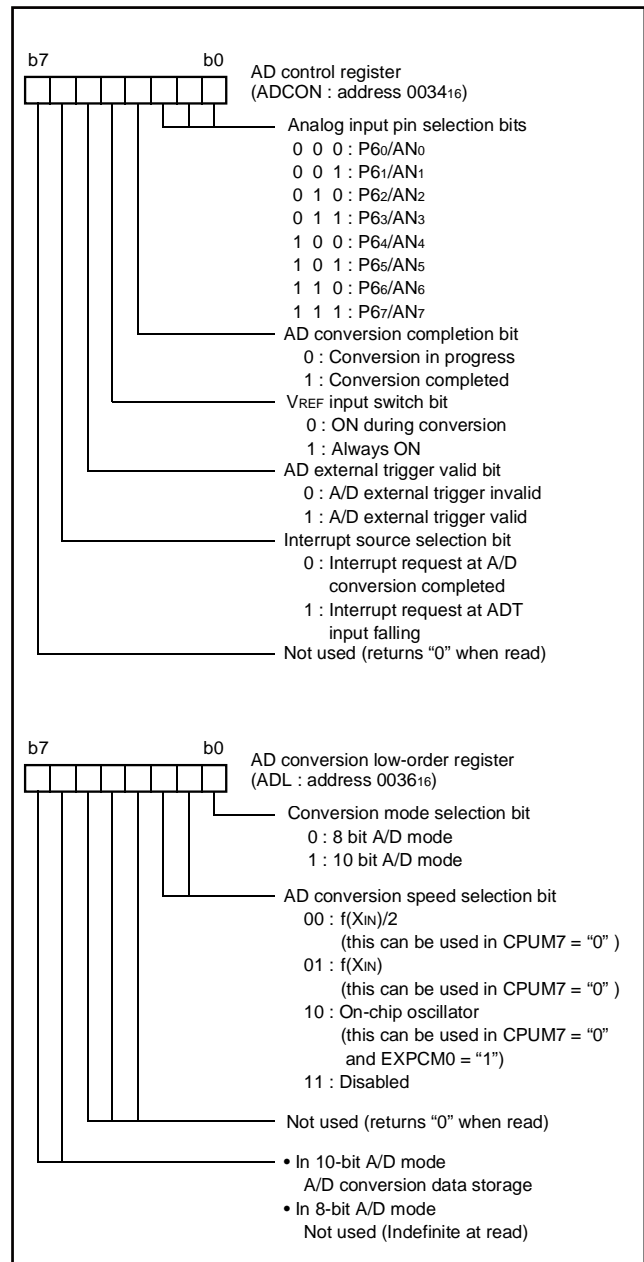 b7 b0
AD control register
(ADCON : address 003416)
Analog input pin selection bits
0 0 0 : P60/AN0
0 0 1 : P61/AN1
0 1 0 : P62/AN2
0 1 1 : P63/AN3
1 0 0 : P64/AN4
1 0 1 : P65/AN5
1 1 0 : P66/AN6
1 1 1 : P67/AN7
AD conversion completion bit
0 : Conversion in progress
1 : Conversion completed
VREF input switch bit
0 : ON during conversion
1 : Always ON
AD external trigger valid bit
0 : A/D external trigger invalid
1 : A/D external trigger valid
Interrupt source selection bit
0 : Interrupt request at A/D
conversion completed
1 : Interrupt request at ADT
input falling
Not used (returns “0” when read)
b7 b0
AD conversion low-order register
(ADL : address 003616)
Conversion mode selection bit
0 : 8 bit A/D mode
1 : 10 bit A/D mode
AD conversion speed selection bit
00 : f(XIN)/2
(this can be used in CPUM7 = “0” )
01 : f(XIN)
(this can be used in CPUM7 = “0” )
10 : On-chip oscillator
(this can be used in CPUM7 = “0”
and EXPCM0 = “1”)
11 : Disabled
Not used (returns “0” when read)
• In 10-bit A/D mode
A/D conversion data storage
• In 8-bit A/D mode
Not used (Indefinite at read)